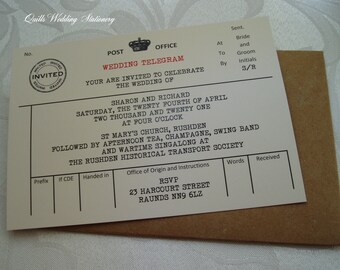 Quills Wedding Stationery
No.
POST OFFICE
Sent.
WEDDING TELEGRAM
At Bride and
To Groom
By Initials
S/R
INVITED
YOUR ARE INVITED TO CELEBRATE
THE WEDDING OF
SHARON AND RICHARD
SATURDAY, THE TWENTY FOURTH OF APRIL
TWO THOUSAND AND TWENTY ONE
AT FOUR O'CLOCK
ST MARY'S CHURCH, RUSHDEN
FOLLOWED BY AFTERNOON TEA, CHAMPAGNE, SWING BAND
AND WARTIME SINGALONG AT
THE RUSHDEN HISTORICAL TRANSPORT SOCIETY
Prefix If CDE Handed in Office of Origin and Instructions Words Received
RSVP
23 HARCOURT STREET
RAUNDS NN9 6LZ